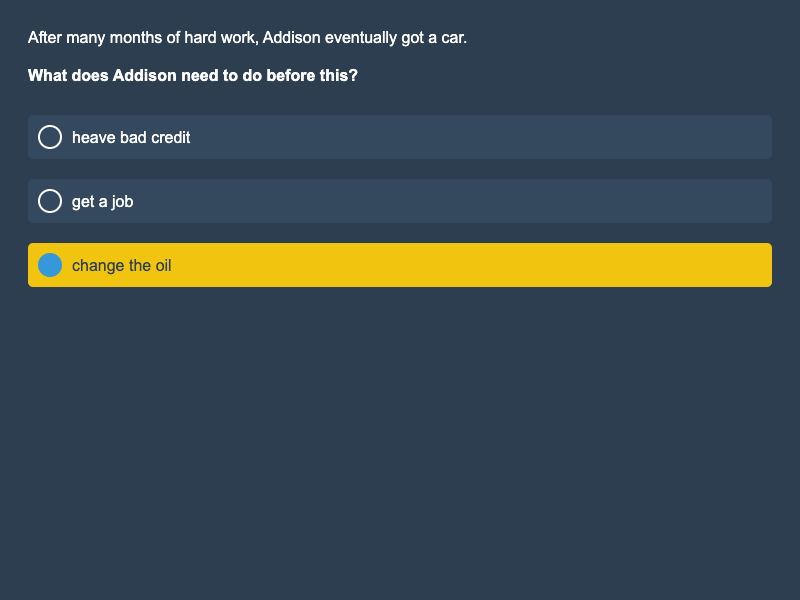 After many months of hard work, Addison eventually got a car.
What does Addison need to do before this?
heave bad credit
get a job
change the oil